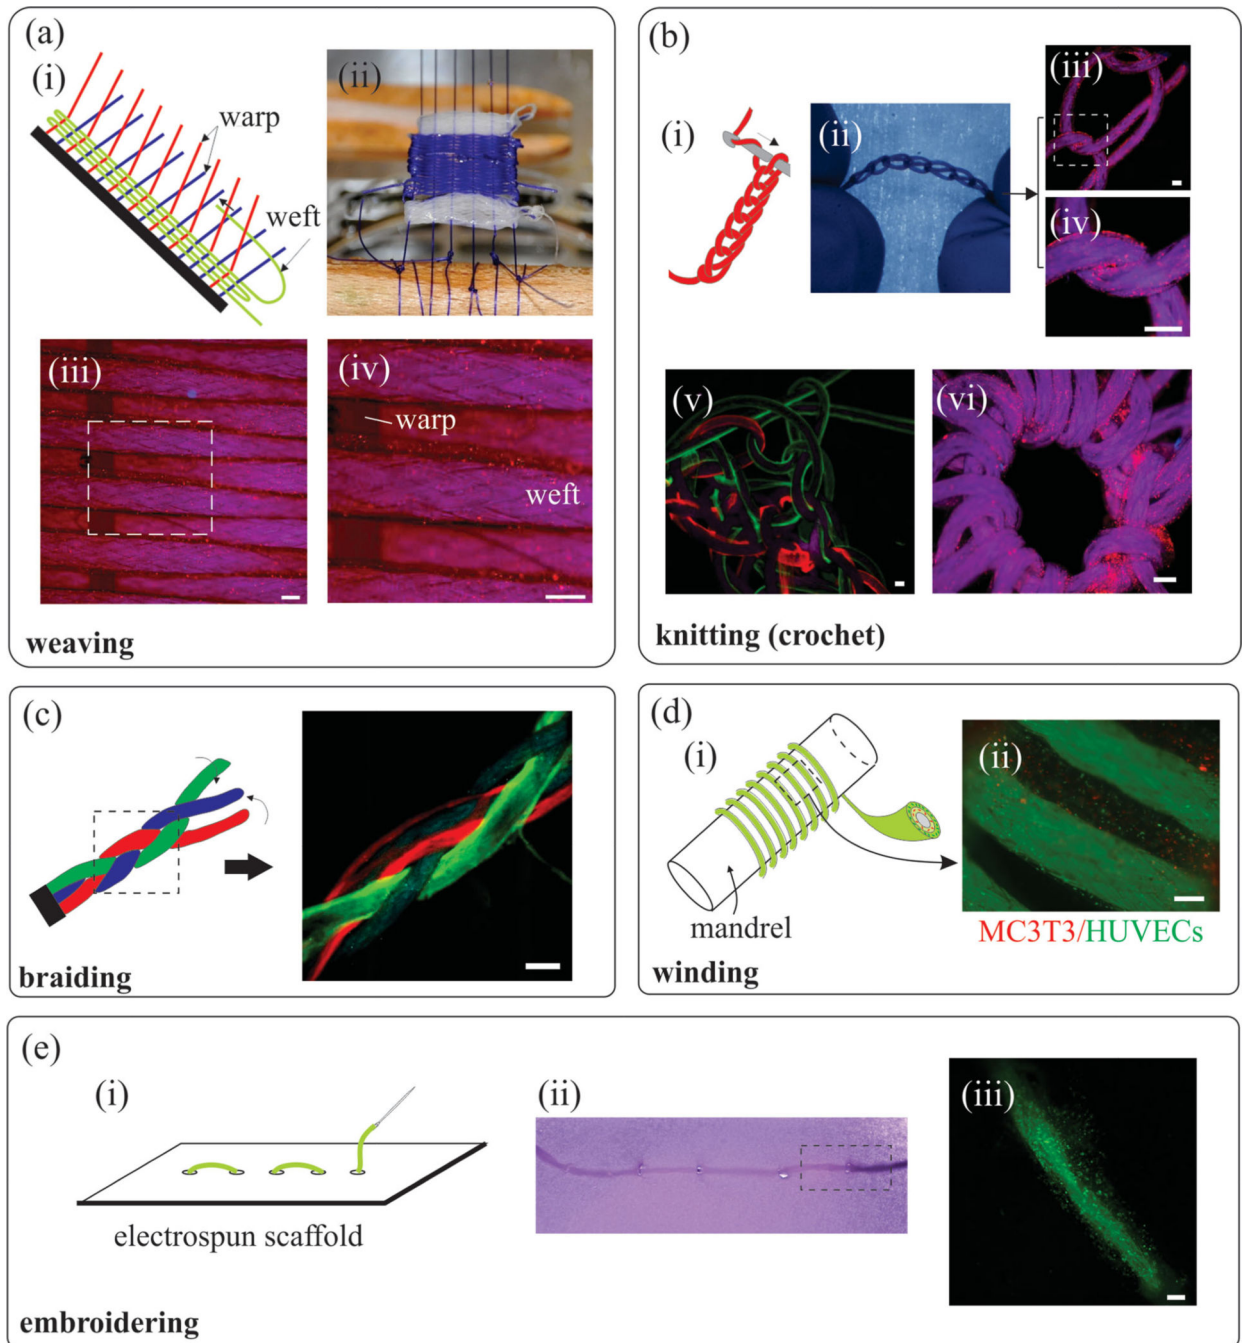 (a)
(i)
warp
weft
(ii)
(iii)
(iv)
warp
weft
weaving
(b)
(i)
(ii)
(iii)
(iv)
(v)
(vi)
knitting (crochet)
(c)
braiding
(d)
(i)
mandrel
(ii)
MC3T3/HUVECs
winding
(e)
(i)
electrospun scaffold
(ii)
(iii)
embroidering